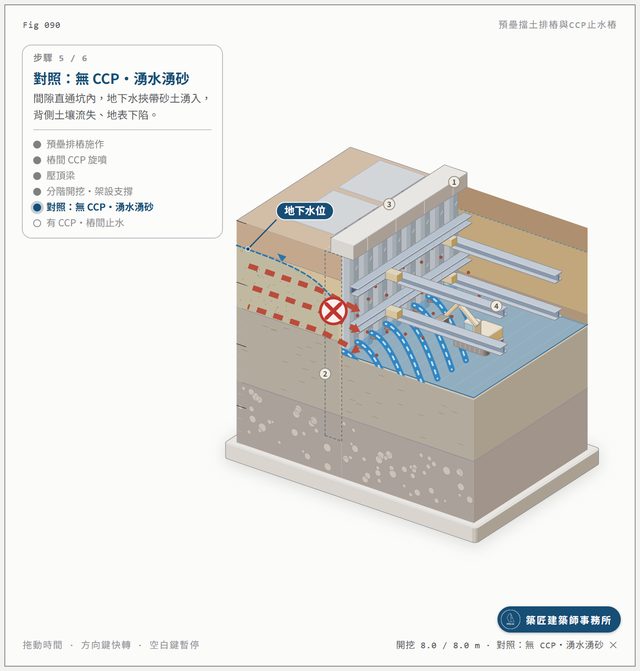 Fig 090
預壘擋土排樁與CCP止水樁
步驟 5 / 6
對照：無 CCP・湧水湧砂
間隙直通坑內，地下水挾帶砂土湧入，
背側土壤流失、地表下陷。
預壘排樁施作
樁間 CCP 旋噴
壓頂梁
分階開挖・架設支撐
對照：無 CCP・湧水湧砂
有 CCP・樁間止水
地下水位
1
3
4
2
築匠建築師事務所
拖動時間 · 方向鍵快轉 · 空白鍵暫停
開挖 8.0 / 8.0 m · 對照：無 CCP・湧水湧砂 ✕